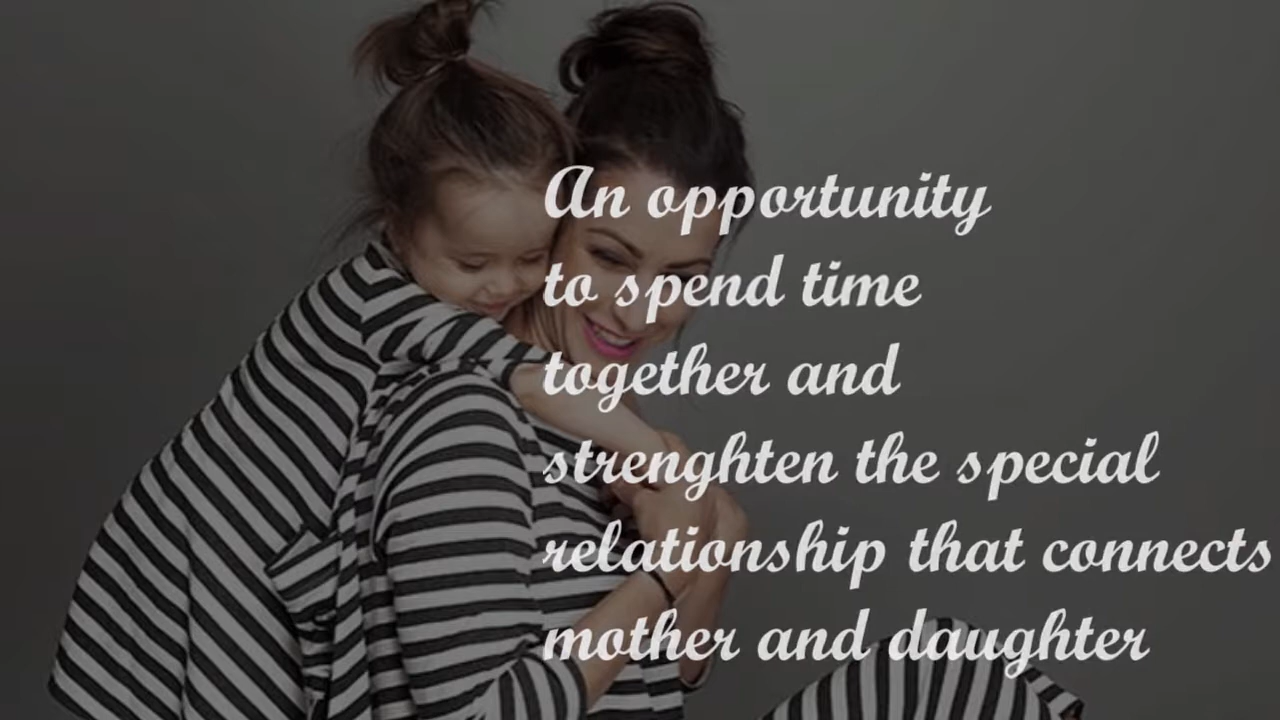 An opportunity
to spend time
together and
strenghten the special
relationship that connects
mother and daughter